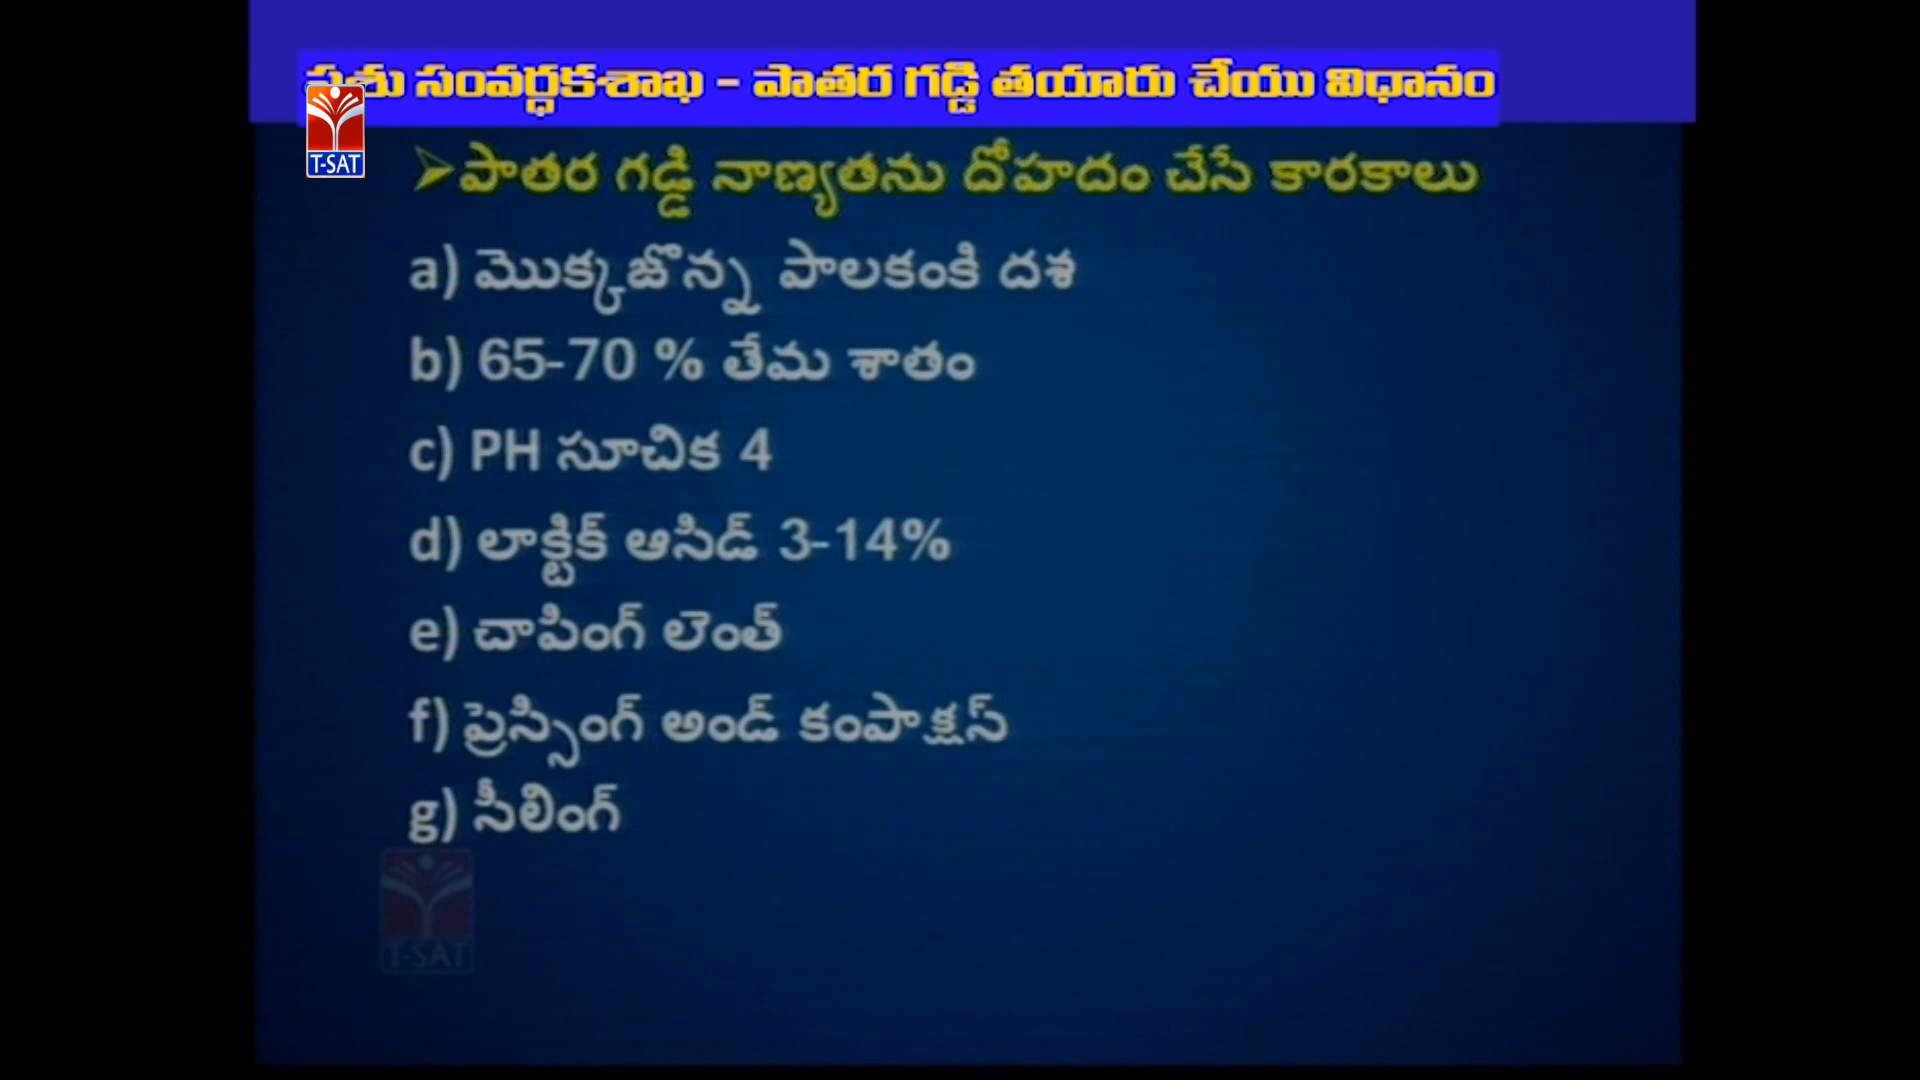 పశు సంవర్ధకశాఖ - పాతర గడ్డి తయారు చేయు విధానం
T-SAT
➢పాతర గడ్డి నాణ్యతను దోహదం చేసే కారకాలు
a) మొక్కజొన్న పాలకంకి దశ
b) 65-70 % తేమ శాతం
c) PH సూచిక 4
d) లాక్టిక్ ఆసిడ్ 3-14%
e) చాపింగ్ లెంత్
f) ప్రెస్సింగ్ అండ్ కంపాక్షస్
g) సీలింగ్
T-SAT